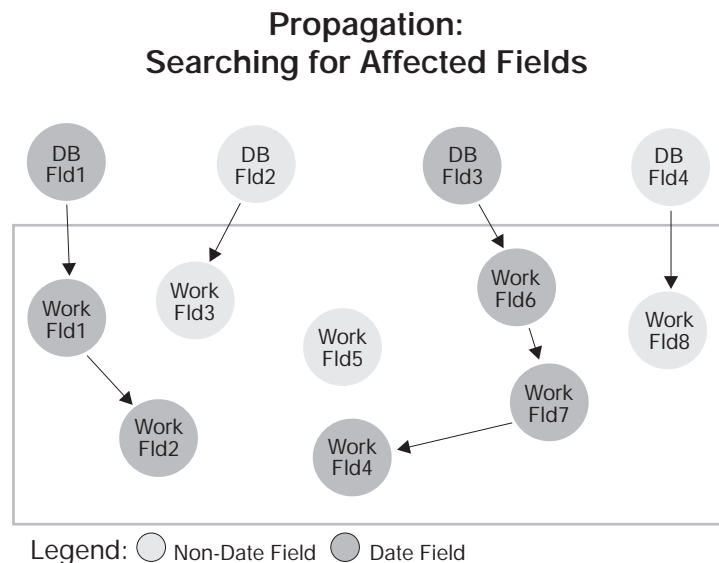 Propagation:
Searching for Affected Fields
DB
Fld1
DB
Fld2
DB
Fld3
DB
Fld4
Work
Fld1
Work
Fld3
Work
Fld6
Work
Fld8
Work
Fld5
Work
Fld2
Work
Fld4
Work
Fld7
Legend: Non-Date Field Date Field